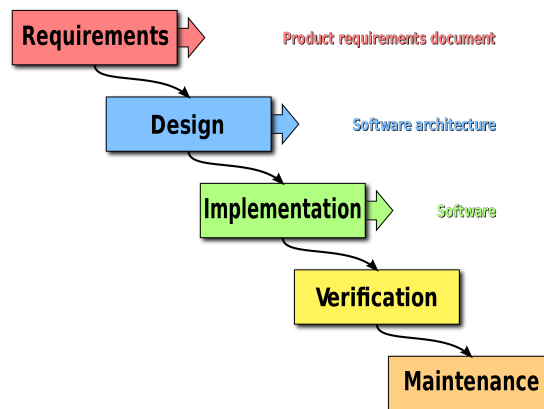 Requirements
Product requirements document
Design
Software architecture
Implementation
Software
Verification
Maintenance